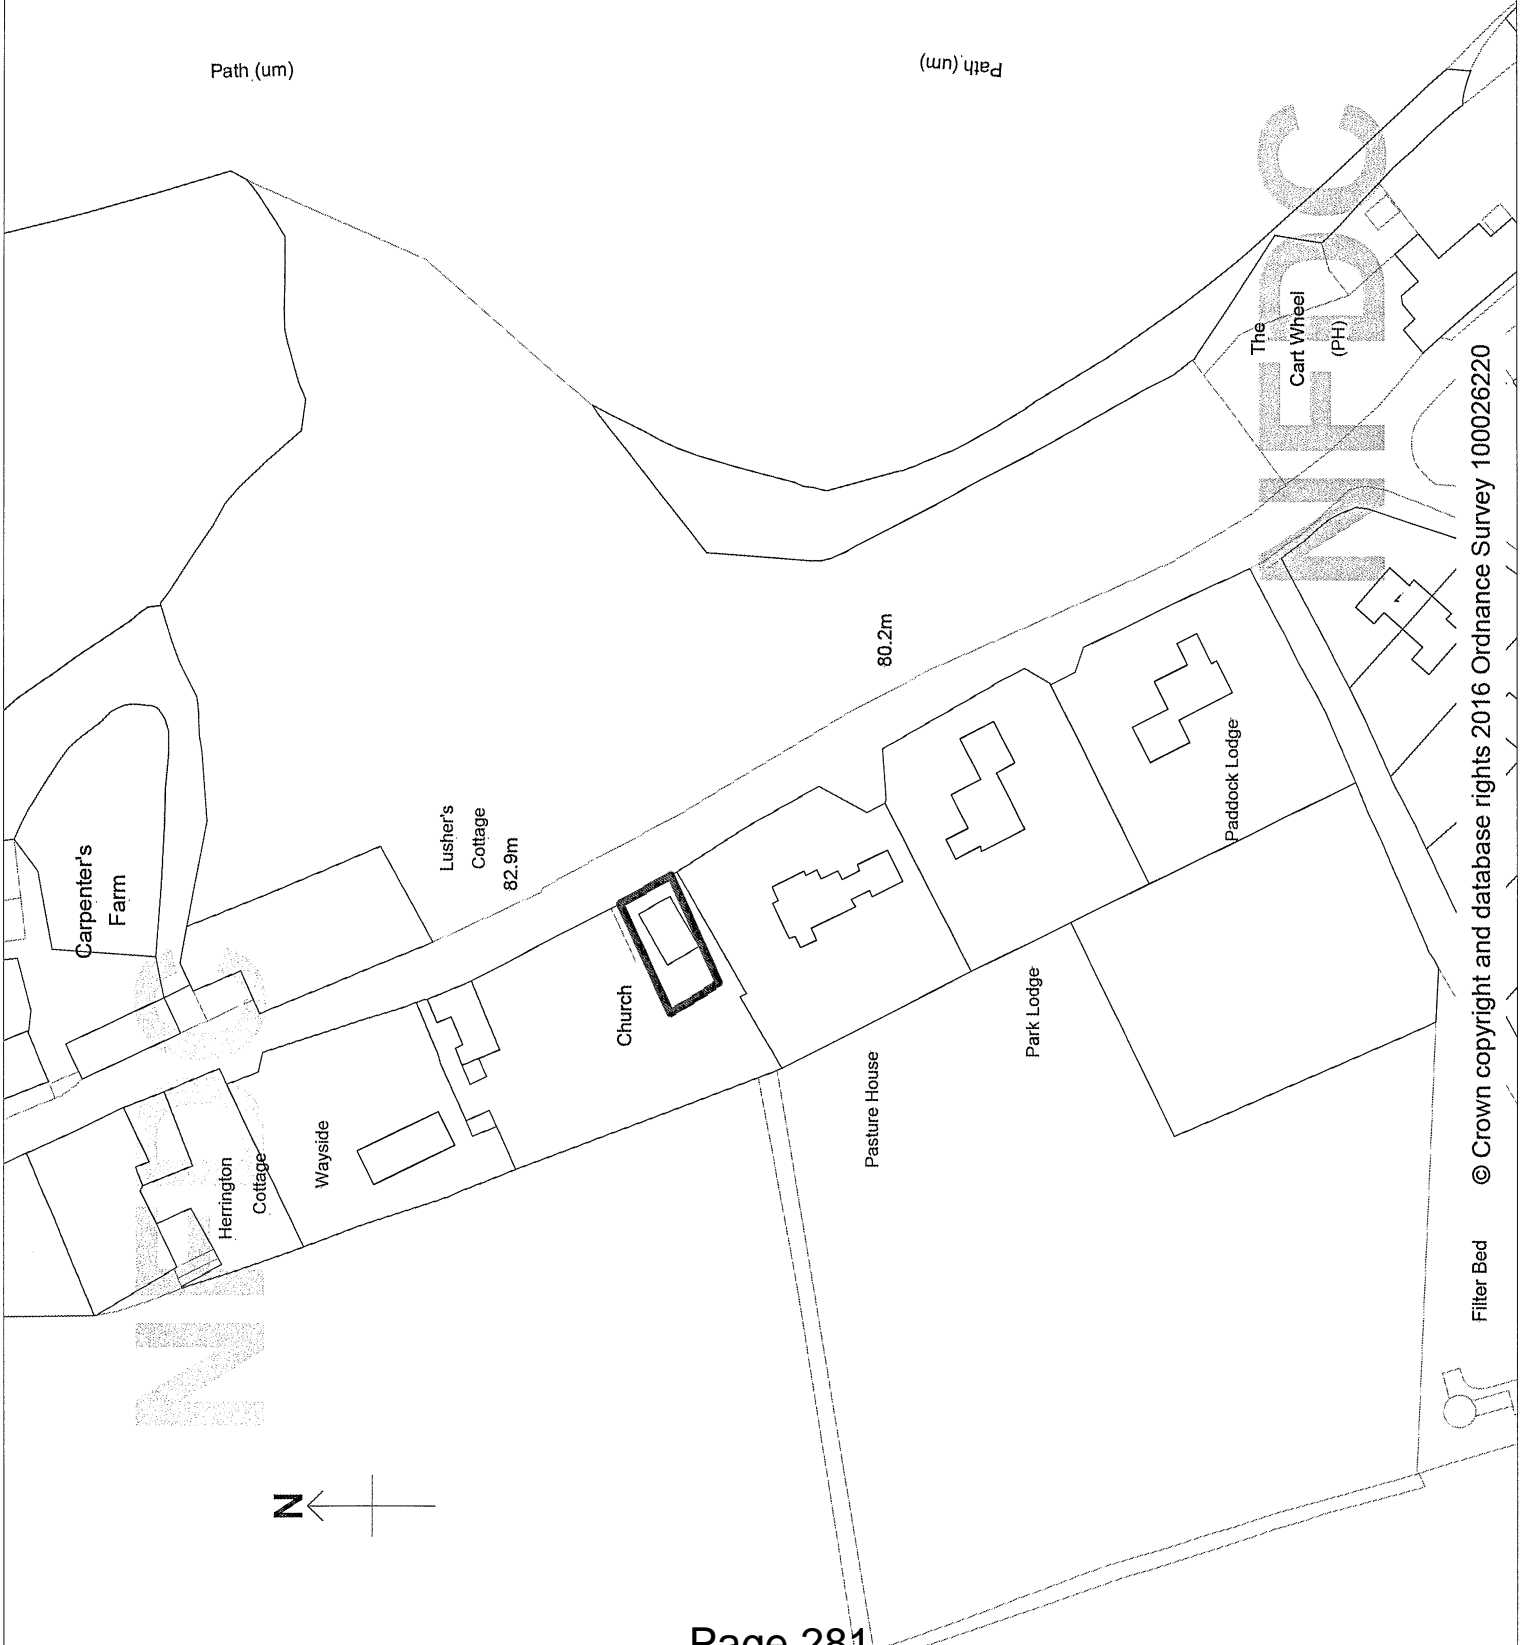 Path (um)
Path (um)
NFDC
The
Cart Wheel
(PH)
Carpenter's
Farm
Lusher's
Cottage
82.9m
80.2m
Church
Paddock Lodge
Park Lodge
Pasture House
Wayside
Herrington
Cottage
NFDC
N
Filter Bed
© Crown copyright and database rights 2016 Ordnance Survey 100026220
Page 281